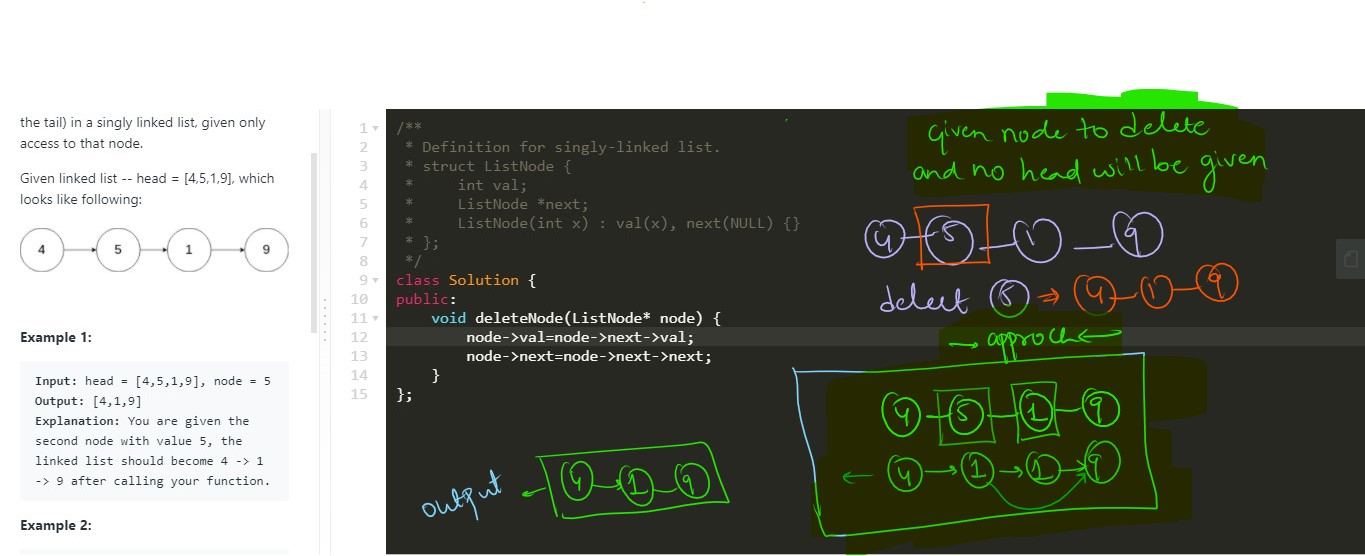 the tail) in a singly linked list, given only
access to that node.
Given linked list -- head = [4,5,1,9], which
looks like following:
4 5 1 9
Example 1:
Input: head = [4,5,1,9], node = 5
Output: [4,1,9]
Explanation: You are given the
second node with value 5, the
linked list should become 4 -> 1
-> 9 after calling your function.
Example 2:
1 /**
2 * Definition for singly-linked list.
3 * struct ListNode {
4 *     int val;
5 *     ListNode *next;
6 *     ListNode(int x) : val(x), next(NULL) {}
7 * };
8 */
9 class Solution {
10 public:
11     void deleteNode(ListNode* node) {
12         node->val=node->next->val;
13         node->next=node->next->next;
14     }
15 };
given node to delete
and no head will be given
4 5 1 9
delect 5 => 4 1 9
approch
4 5 1 9
4 1 1 9
output 4 1 9